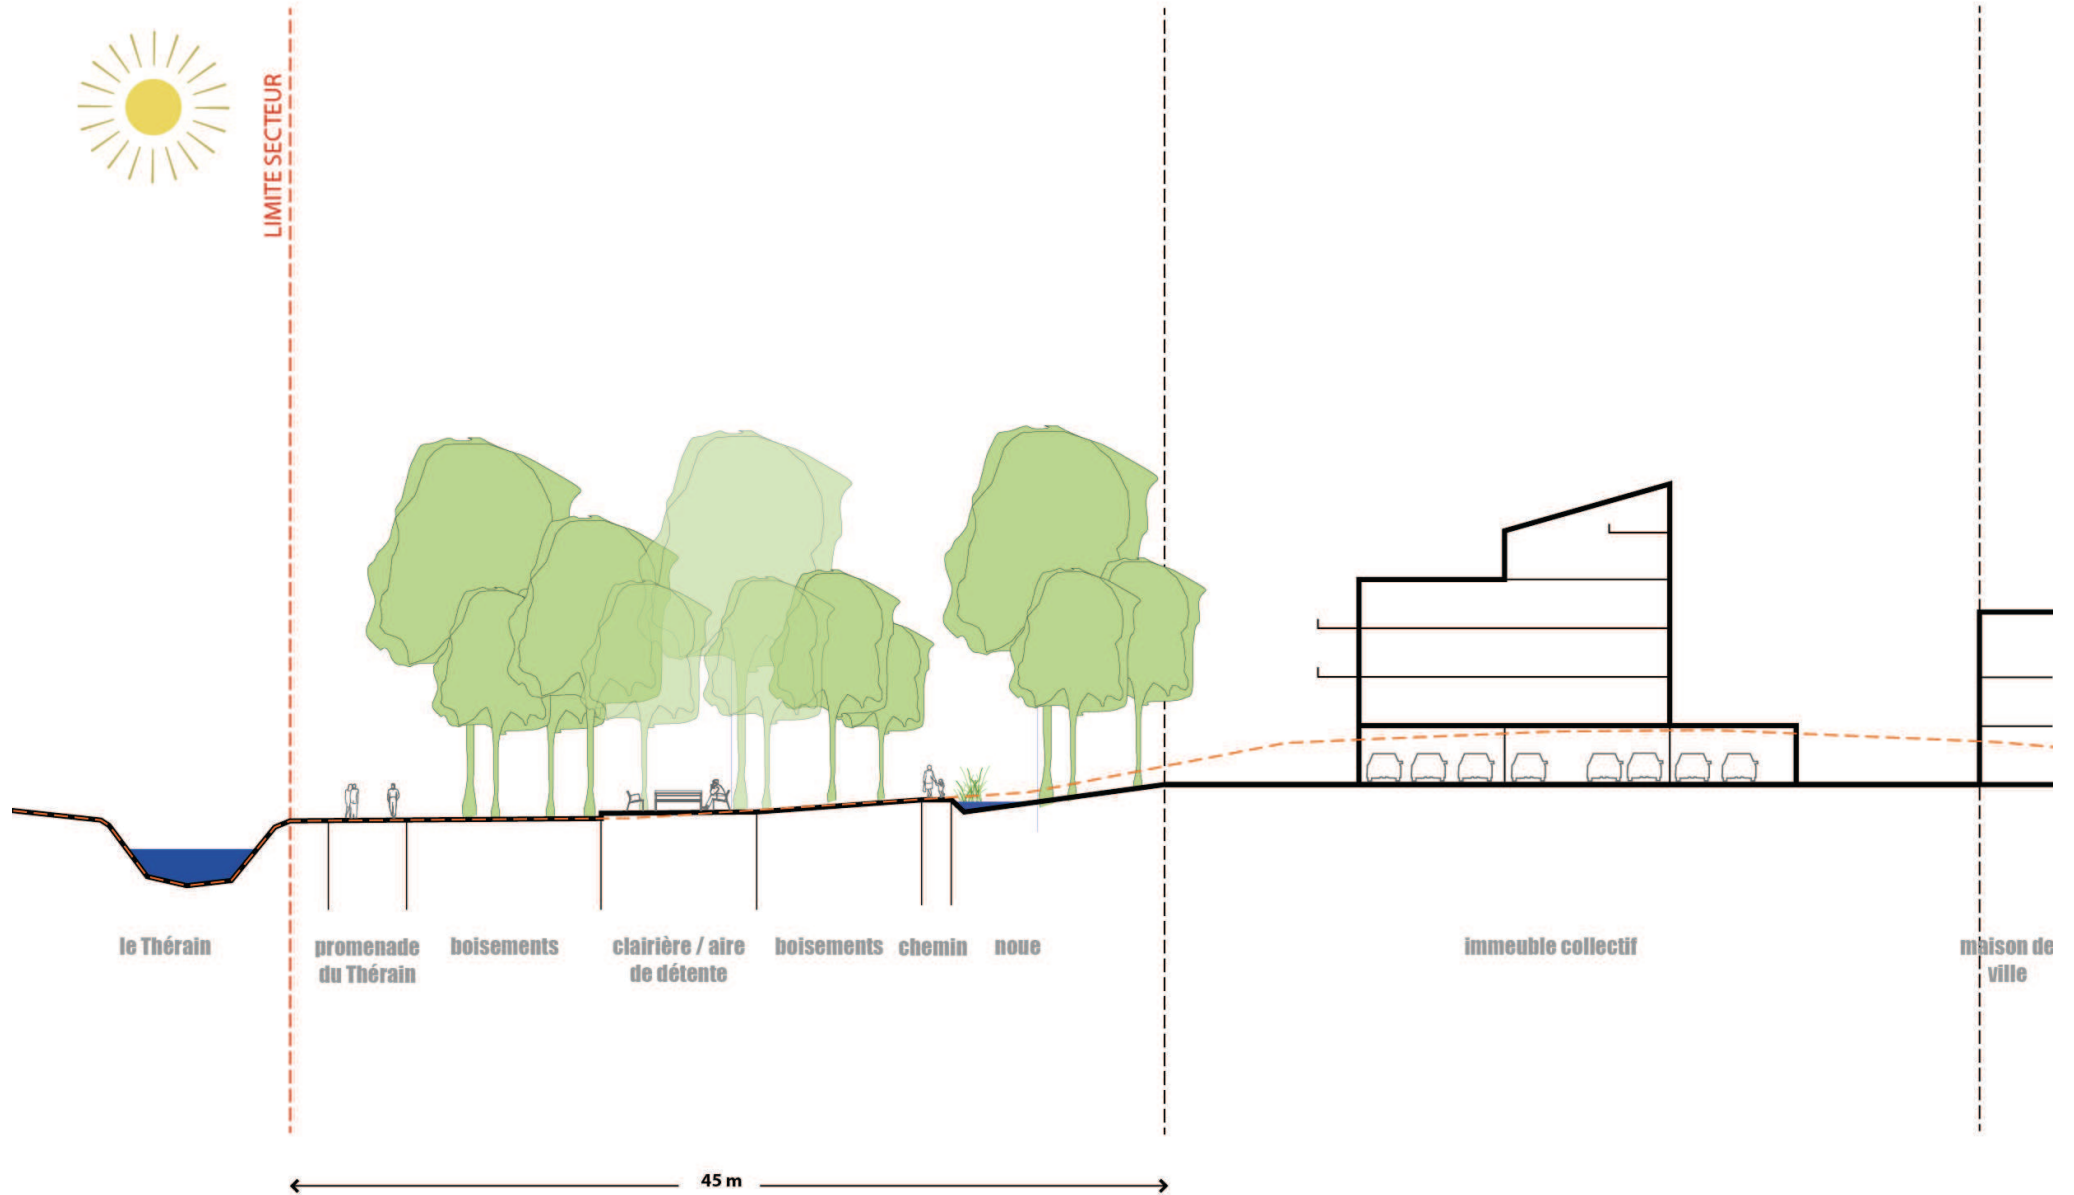 LIMITE SECTEUR
le Thérain
promenade
du Thérain
boisements
clairière / aire
de détente
boisements
chemin
noue
immeuble collectif
maison de
ville
45 m